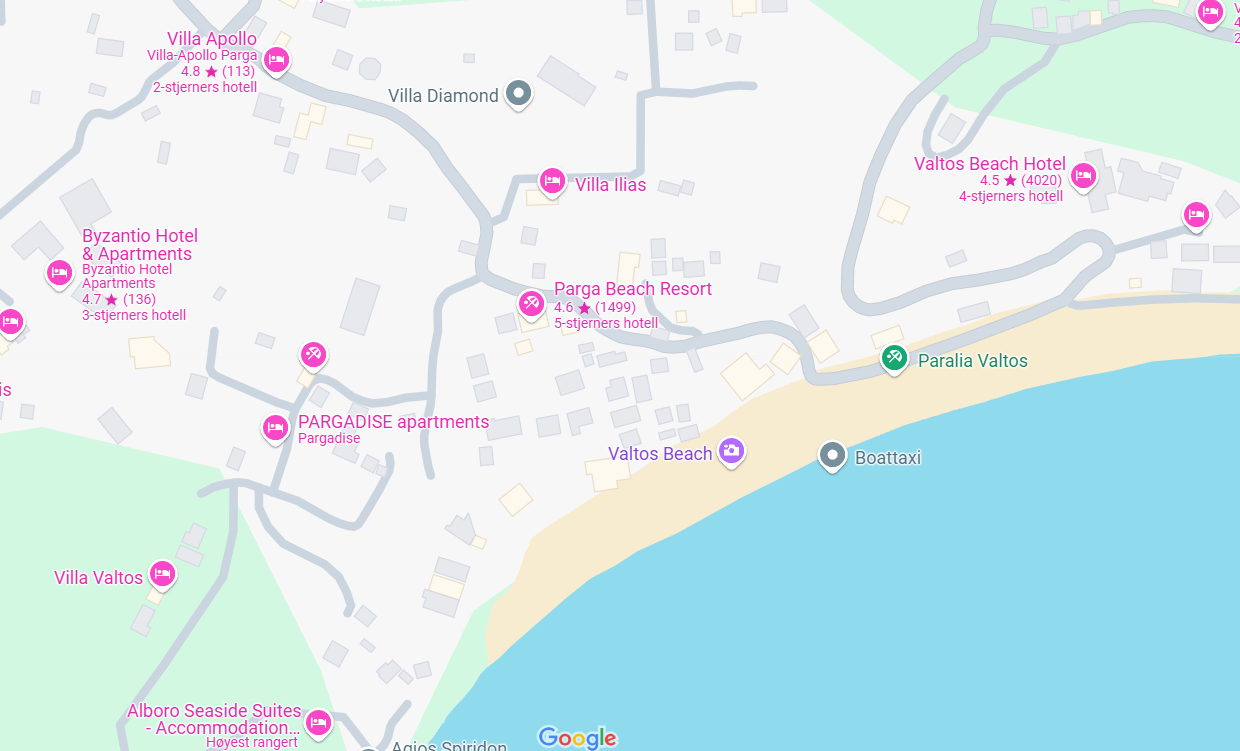 Villa Apollo
Villa-Apollo Parga
4.8 ★ (113)
2-stjerners hotell
Villa Diamond
Villa Ilias
Valtos Beach Hotel
4.5 ★ (4020)
4-stjerners hotell
Byzantio Hotel
& Apartments
Byzantio Hotel
Apartments
4.7 ★ (136)
3-stjerners hotell
Parga Beach Resort
4.6 ★ (1499)
5-stjerners hotell
Paralia Valtos
is
PARGADISE apartments
Pargadise
Valtos Beach
Boattaxi
Villa Valtos
Alboro Seaside Suites
- Accommodation...
Høyest rangert
Agios Spiridon
Google